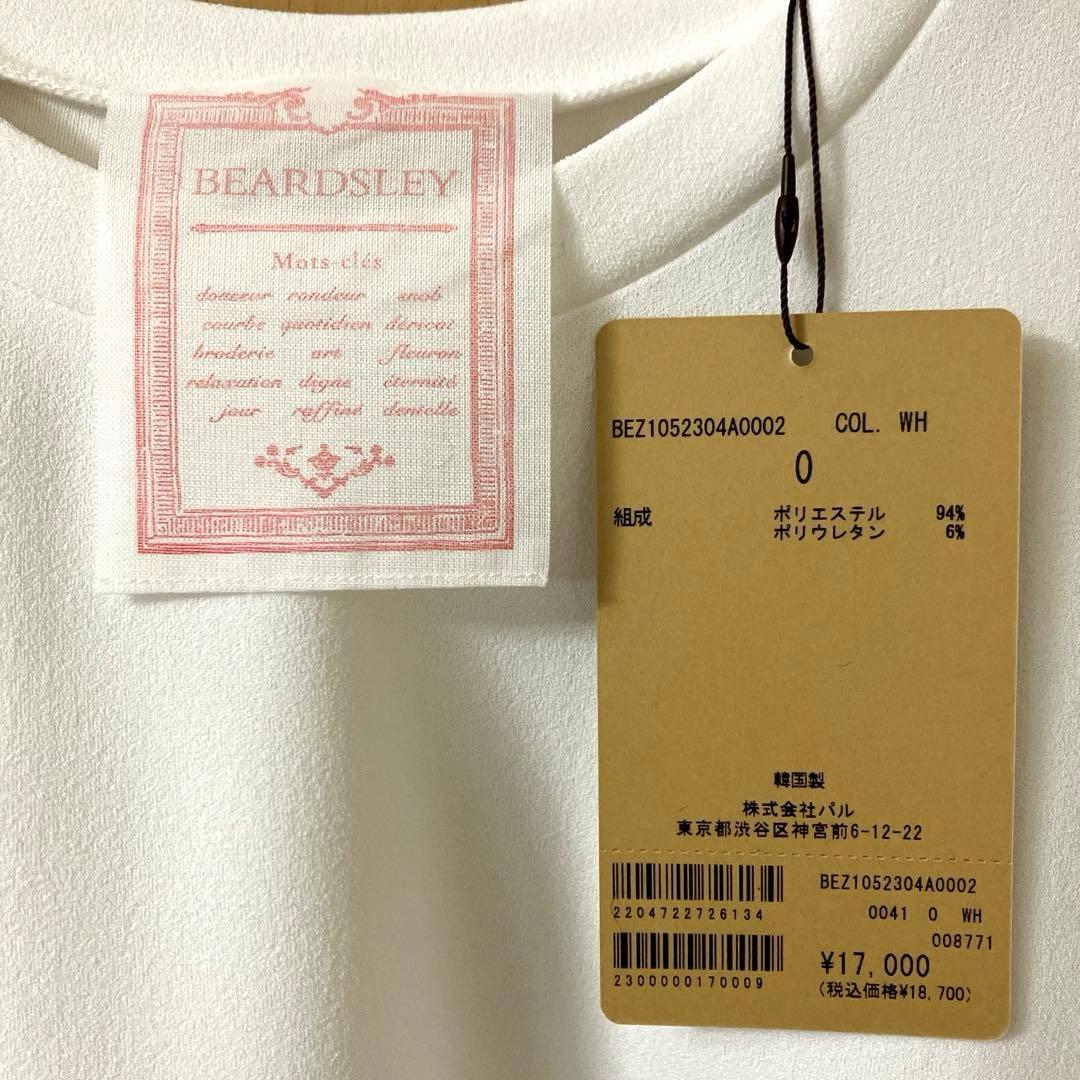 BEARDSLEY
Mots-cles
douceur rondeur snob
courbe quotidien
broderie art fleuron
relaxation digne éternité
jour raffiné
BEZ1052304A0002 COL. WH
0
組成 ポリエステル 94%
ポリウレタン 6%
韓国製
株式会社パル
東京都渋谷区神宮前6-12-22
2204722726134
2300000170009
BEZ1052304A0002
0041 0 WH
008771
¥17,000
(税込価格¥18,700)